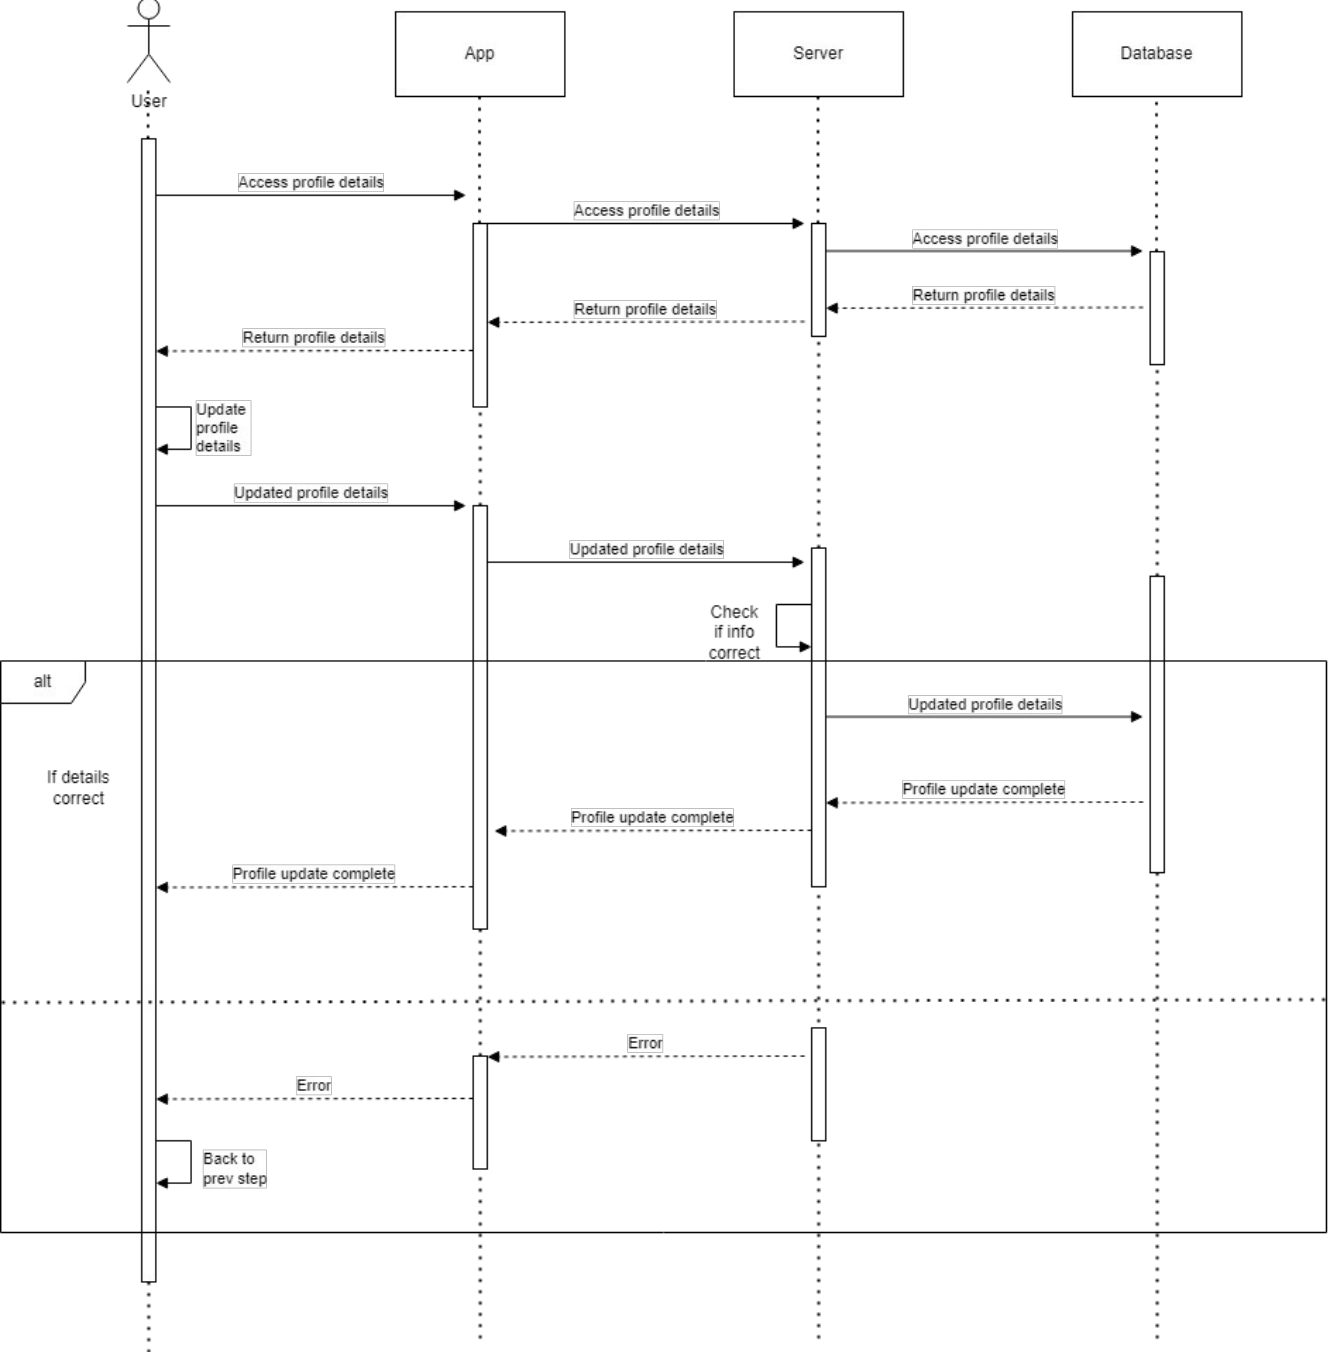 User
App
Server
Database
Access profile details
Access profile details
Access profile details
Return profile details
Return profile details
Return profile details
Update
profile
details
Updated profile details
Updated profile details
Check
if info
correct
alt
Updated profile details
If details
correct
Profile update complete
Profile update complete
Profile update complete
Error
Error
Back to
prev step